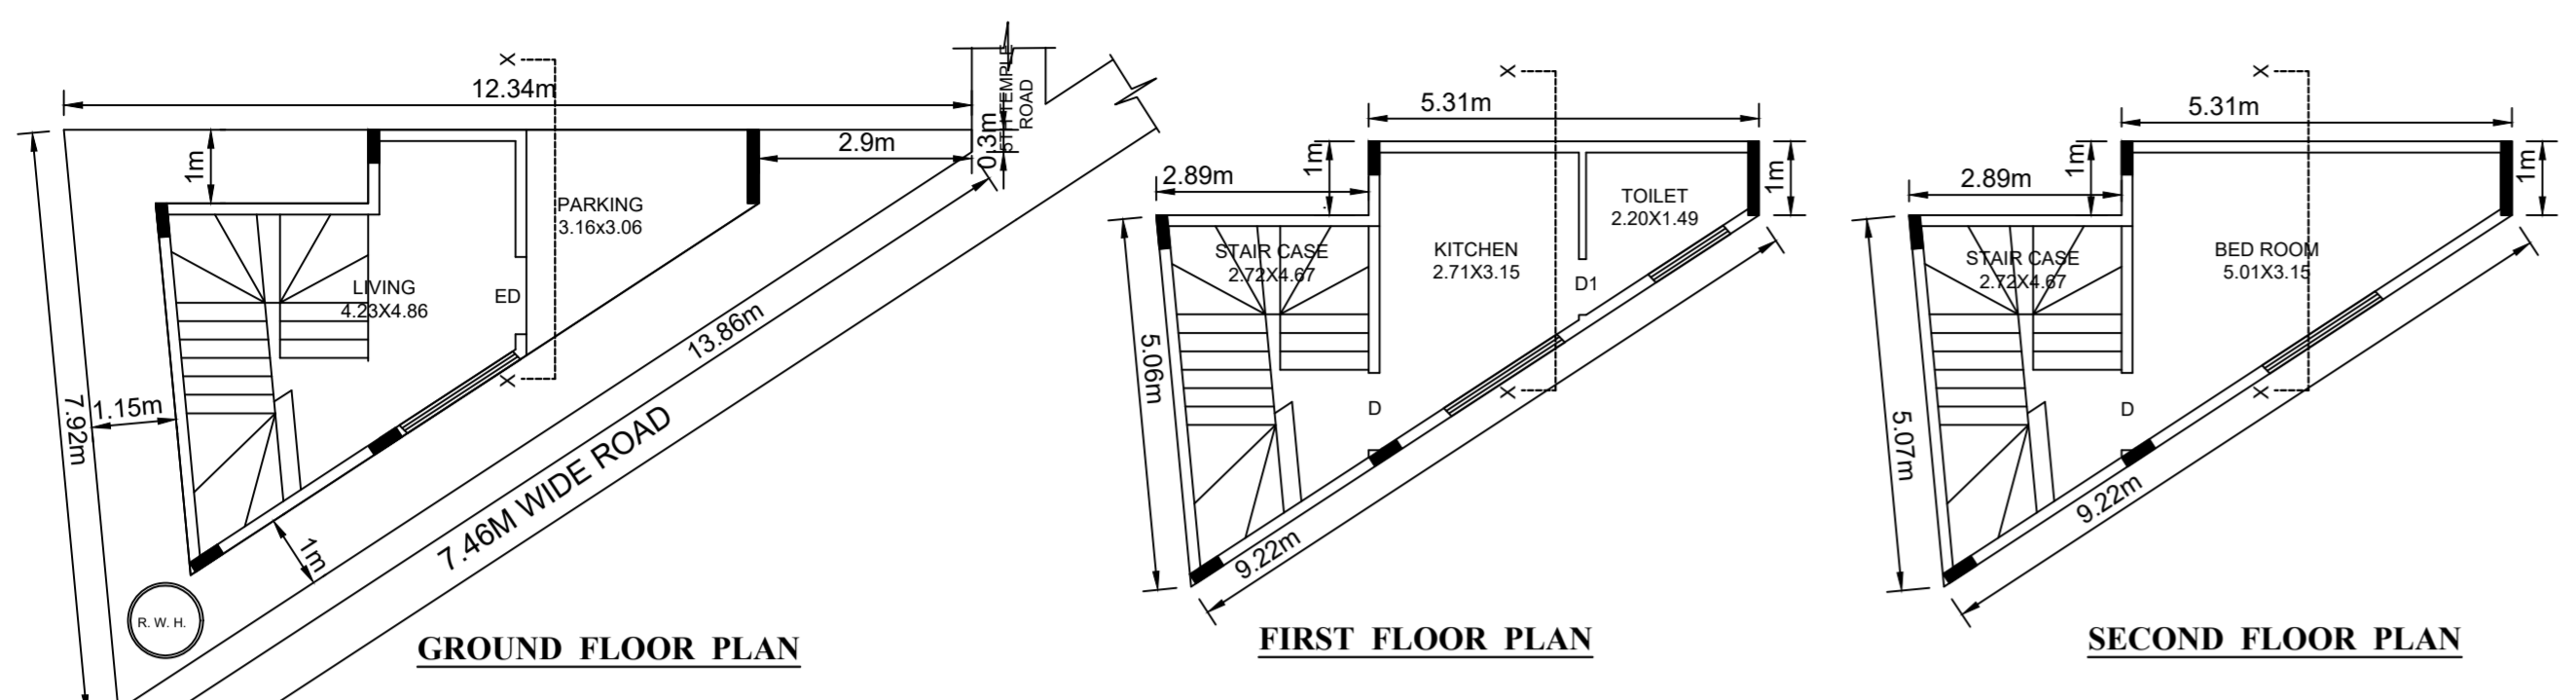 X
12.34m
5TH TEMPLE
ROAD
0.3m
1m
2.9m
PARKING
3.16x3.06
LIVING
4.23X4.86
ED
X
13.86m
7.92m
1.15m
1m
7.46M WIDE ROAD
R. W. H.
GROUND FLOOR PLAN
X
5.31m
1m
2.89m
1m
TOILET
2.20X1.49
STAIR CASE
2.72X4.67
KITCHEN
2.71X3.15
D1
5.06m
X
D
9.22m
FIRST FLOOR PLAN
X
5.31m
1m
2.89m
1m
STAIR CASE
2.72X4.67
BED ROOM
5.01X3.15
X
D
5.07m
9.22m
SECOND FLOOR PLAN